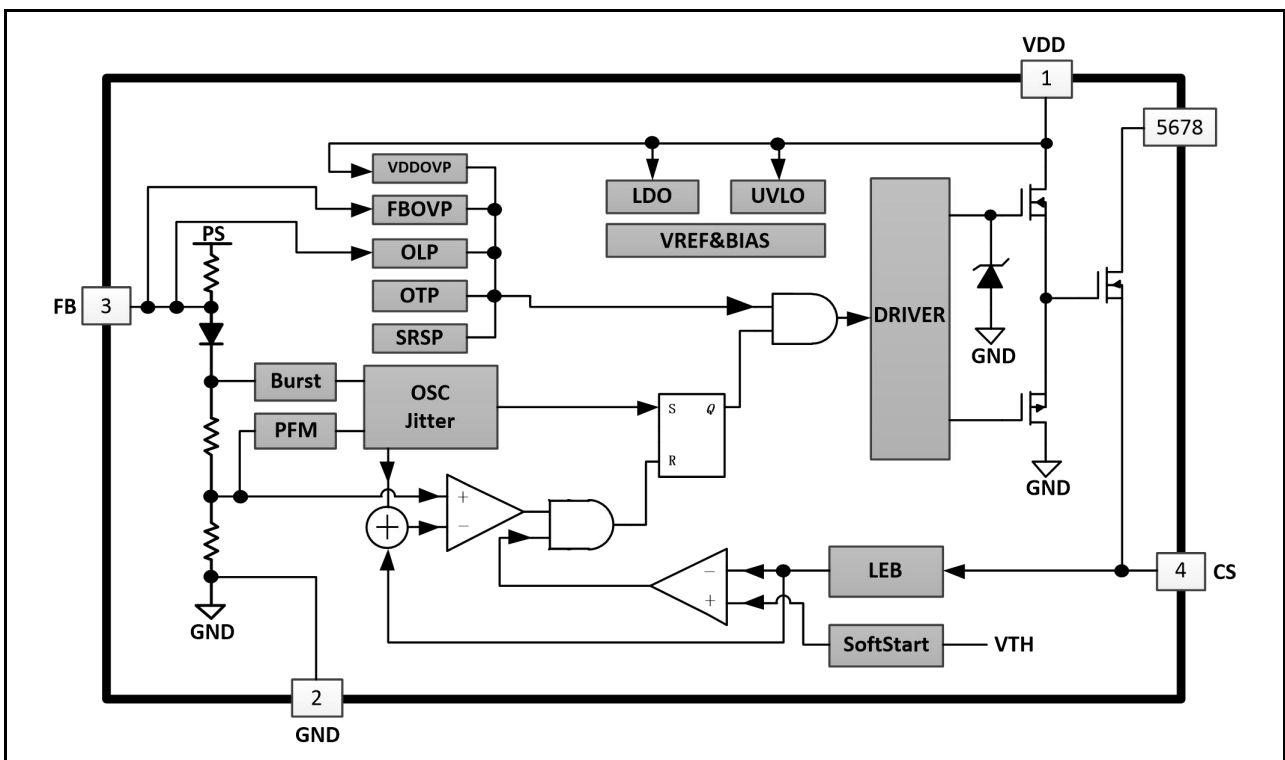 VDD
1
5678
VDDOVP
FBOVP
LDO
UVLO
VREF&BIAS
PS
OLP
OTP
FB
3
DRIVER
SRSP
GND
Burst
OSC
Jitter
PFM
S
Q
R
GND
+
−
+
−
+
LEB
4
CS
GND
SoftStart
VTH
2
GND